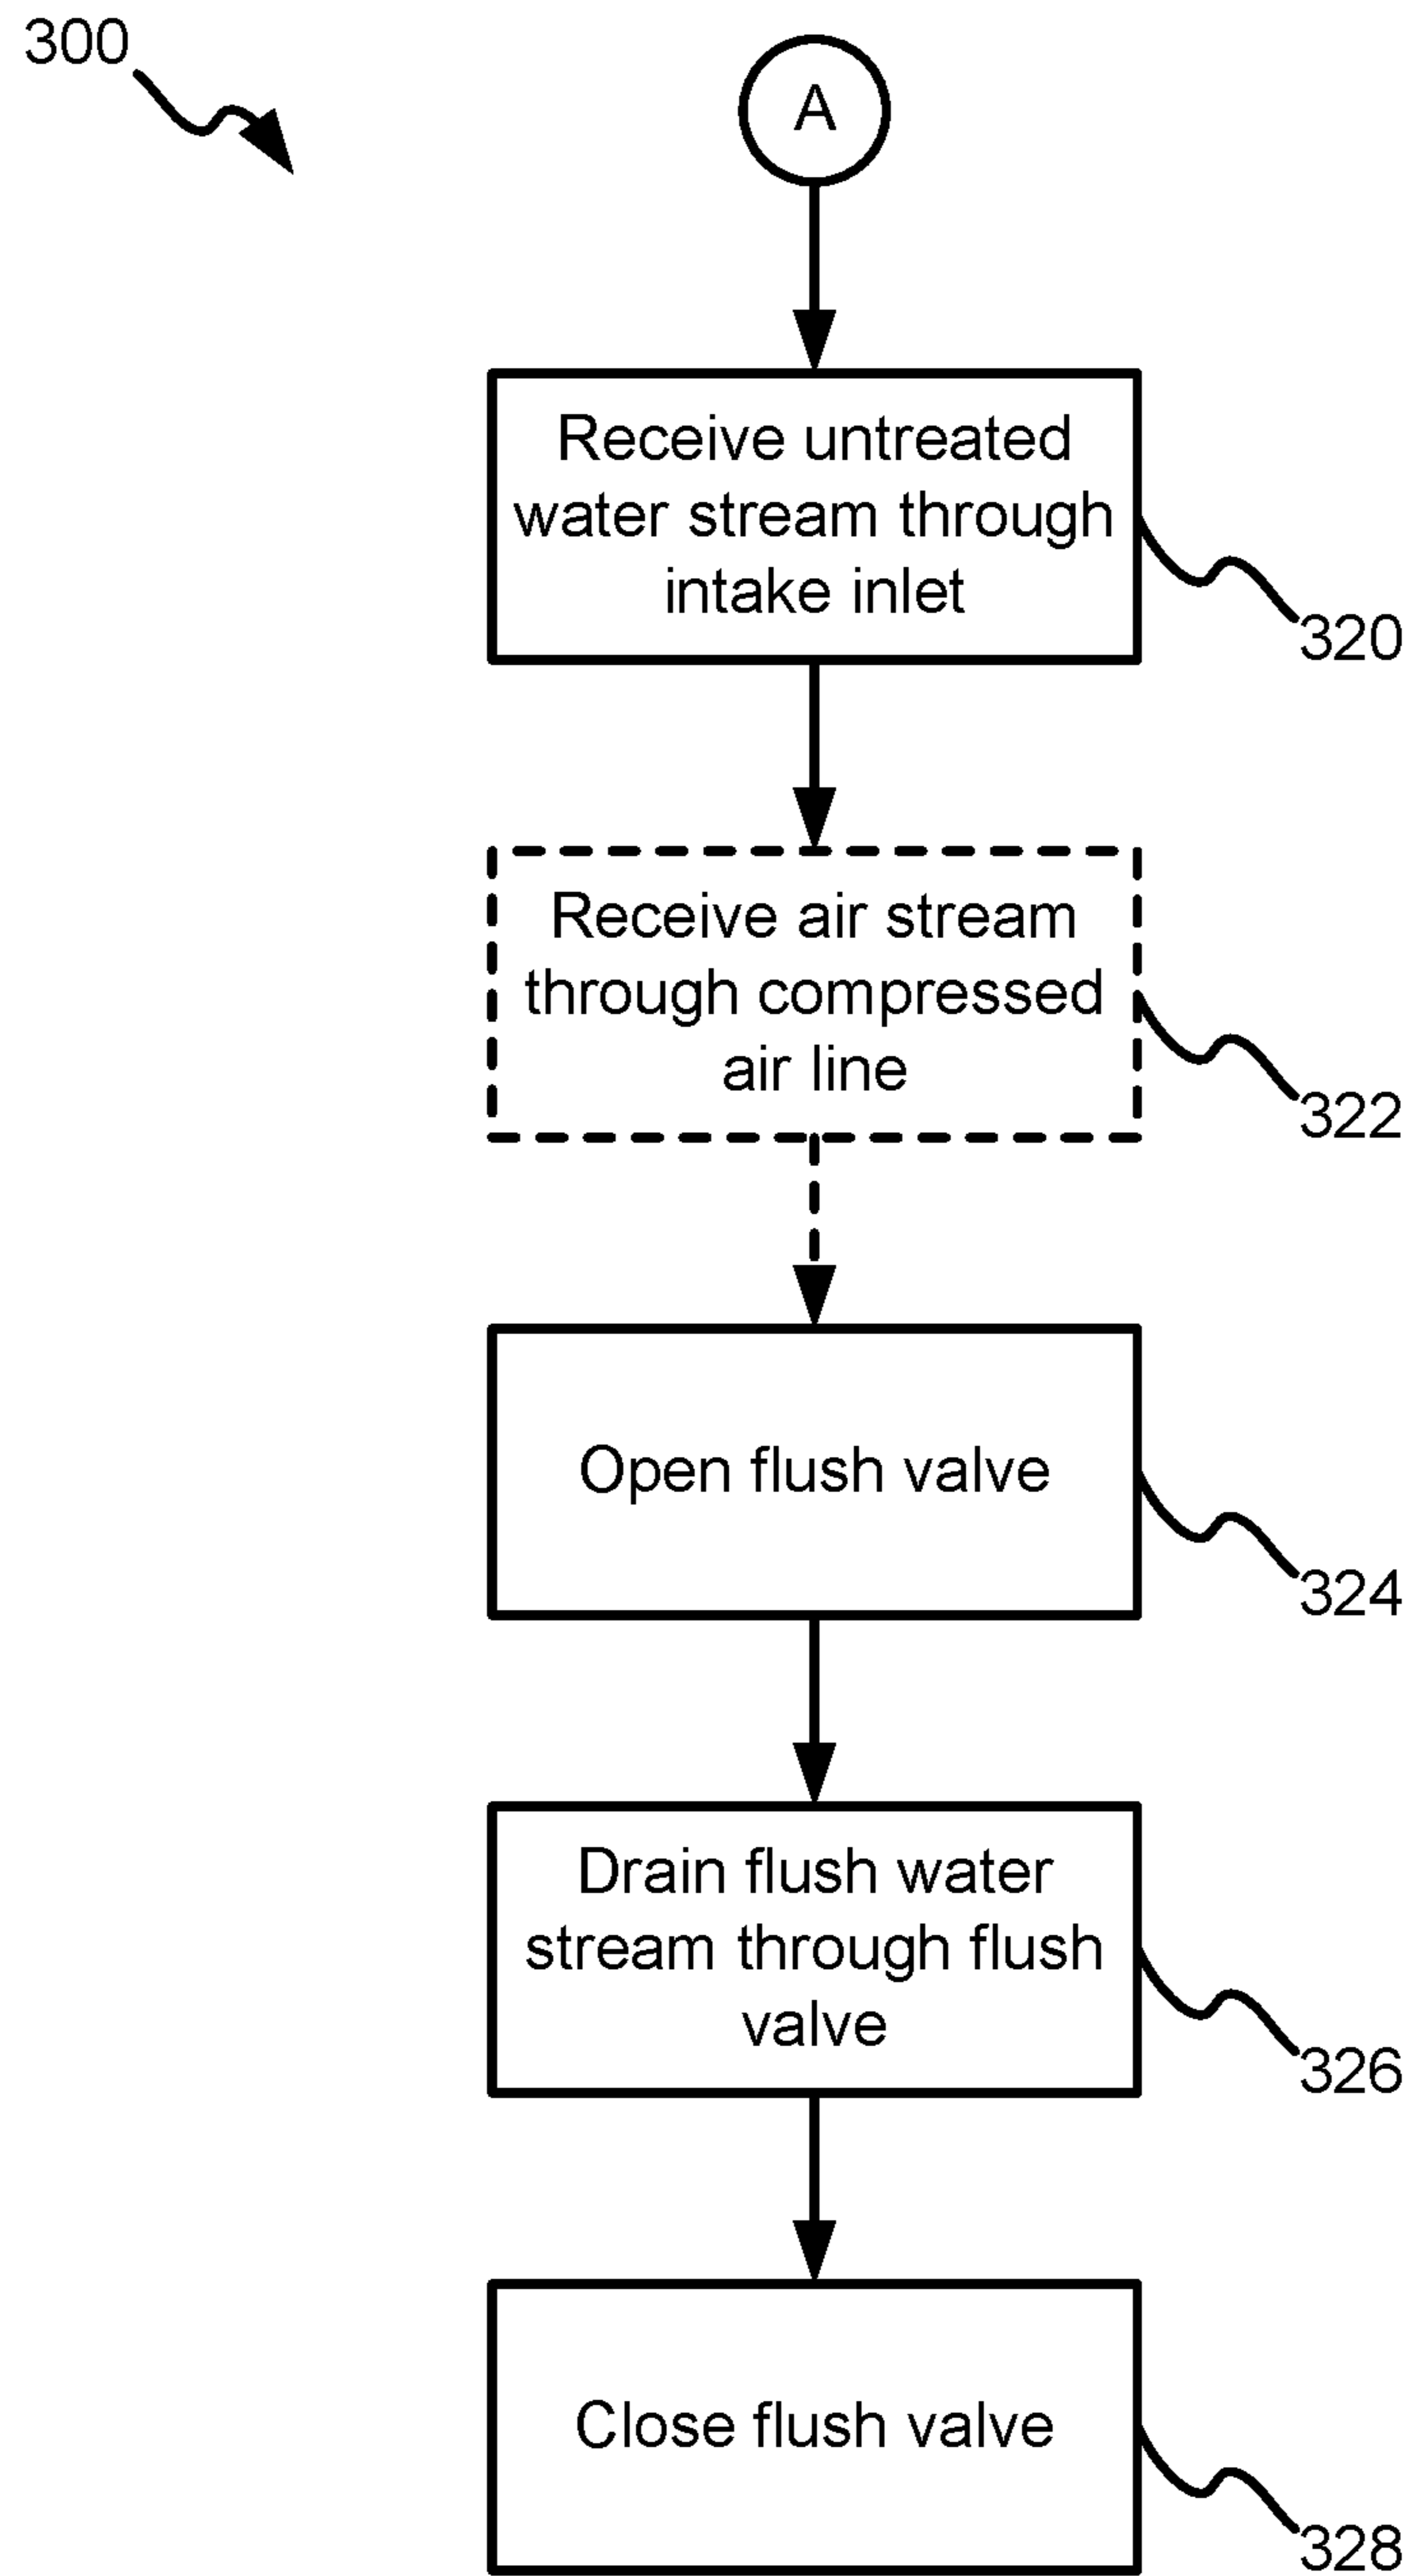 300
A
Receive untreated
water stream through
intake inlet
320
Receive air stream
through compressed
air line
322
Open flush valve
324
Drain flush water
stream through flush
valve
326
Close flush valve
328